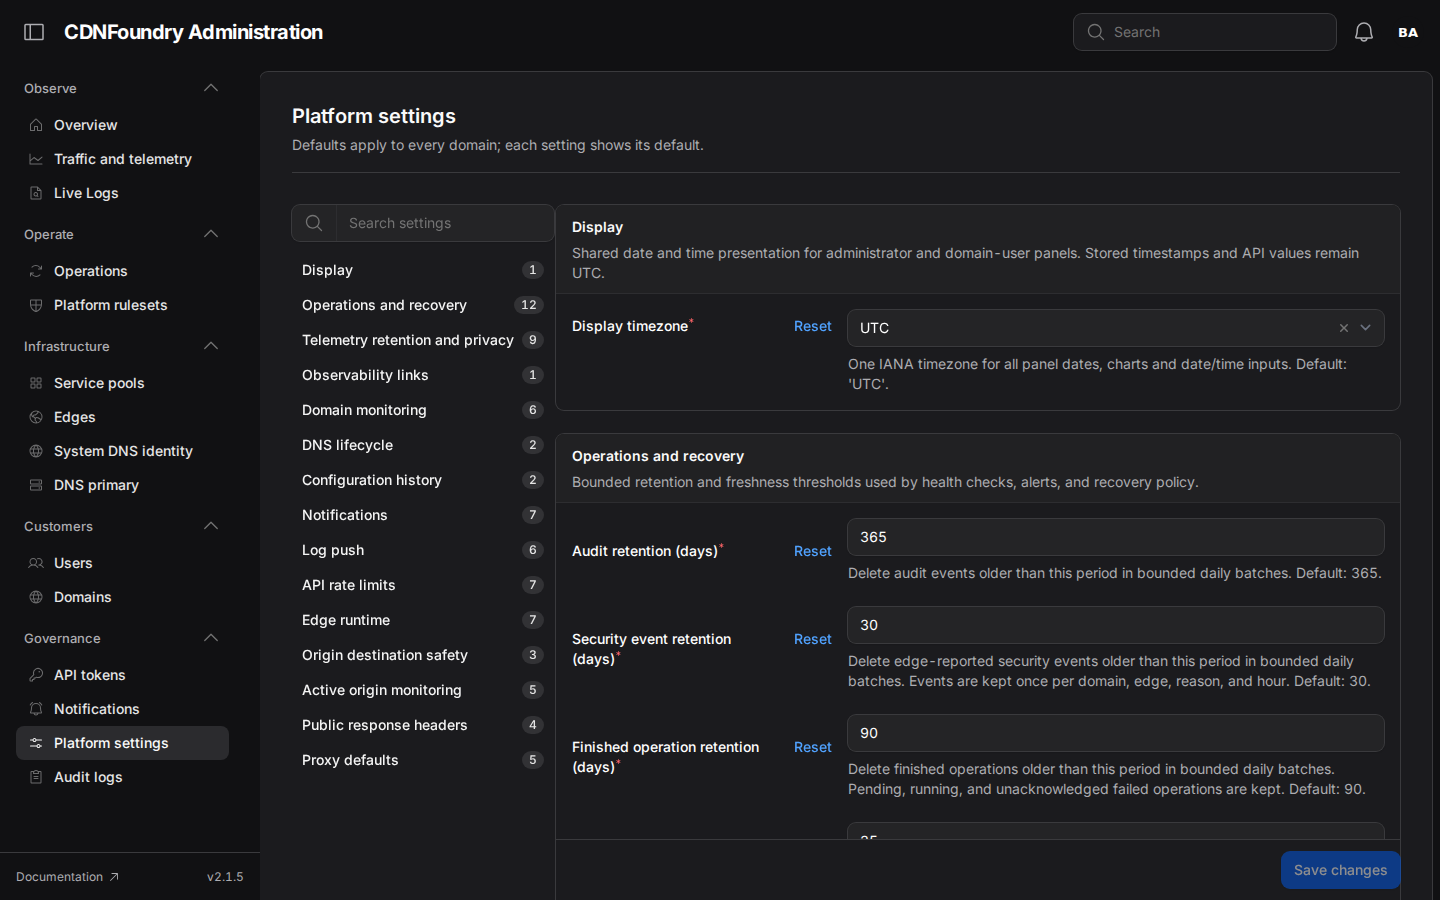 CDNFoundry Administration
Search
BA
Observe
Overview
Traffic and telemetry
Live Logs
Operate
Operations
Platform rulesets
Infrastructure
Service pools
Edges
System DNS identity
DNS primary
Customers
Users
Domains
Governance
API tokens
Notifications
Platform settings
Audit logs
Documentation
v2.1.5
Platform settings
Defaults apply to every domain; each setting shows its default.
Search settings
Display 1
Operations and recovery 12
Telemetry retention and privacy 9
Observability links 1
Domain monitoring 6
DNS lifecycle 2
Configuration history 2
Notifications 7
Log push 6
API rate limits 7
Edge runtime 7
Origin destination safety 3
Active origin monitoring 5
Public response headers 4
Proxy defaults 5
Display
Shared date and time presentation for administrator and domain-user panels. Stored timestamps and API values remain
UTC.
Display timezone* Reset UTC
One IANA timezone for all panel dates, charts and date/time inputs. Default:
'UTC'.
Operations and recovery
Bounded retention and freshness thresholds used by health checks, alerts, and recovery policy.
Audit retention (days)* Reset 365
Delete audit events older than this period in bounded daily batches. Default: 365.
Security event retention
(days)*
Reset
30
Delete edge-reported security events older than this period in bounded daily
batches. Events are kept once per domain, edge, reason, and hour. Default: 30.
Finished operation retention
(days)*
Reset
90
Delete finished operations older than this period in bounded daily batches.
Pending, running, and unacknowledged failed operations are kept. Default: 90.
Save changes